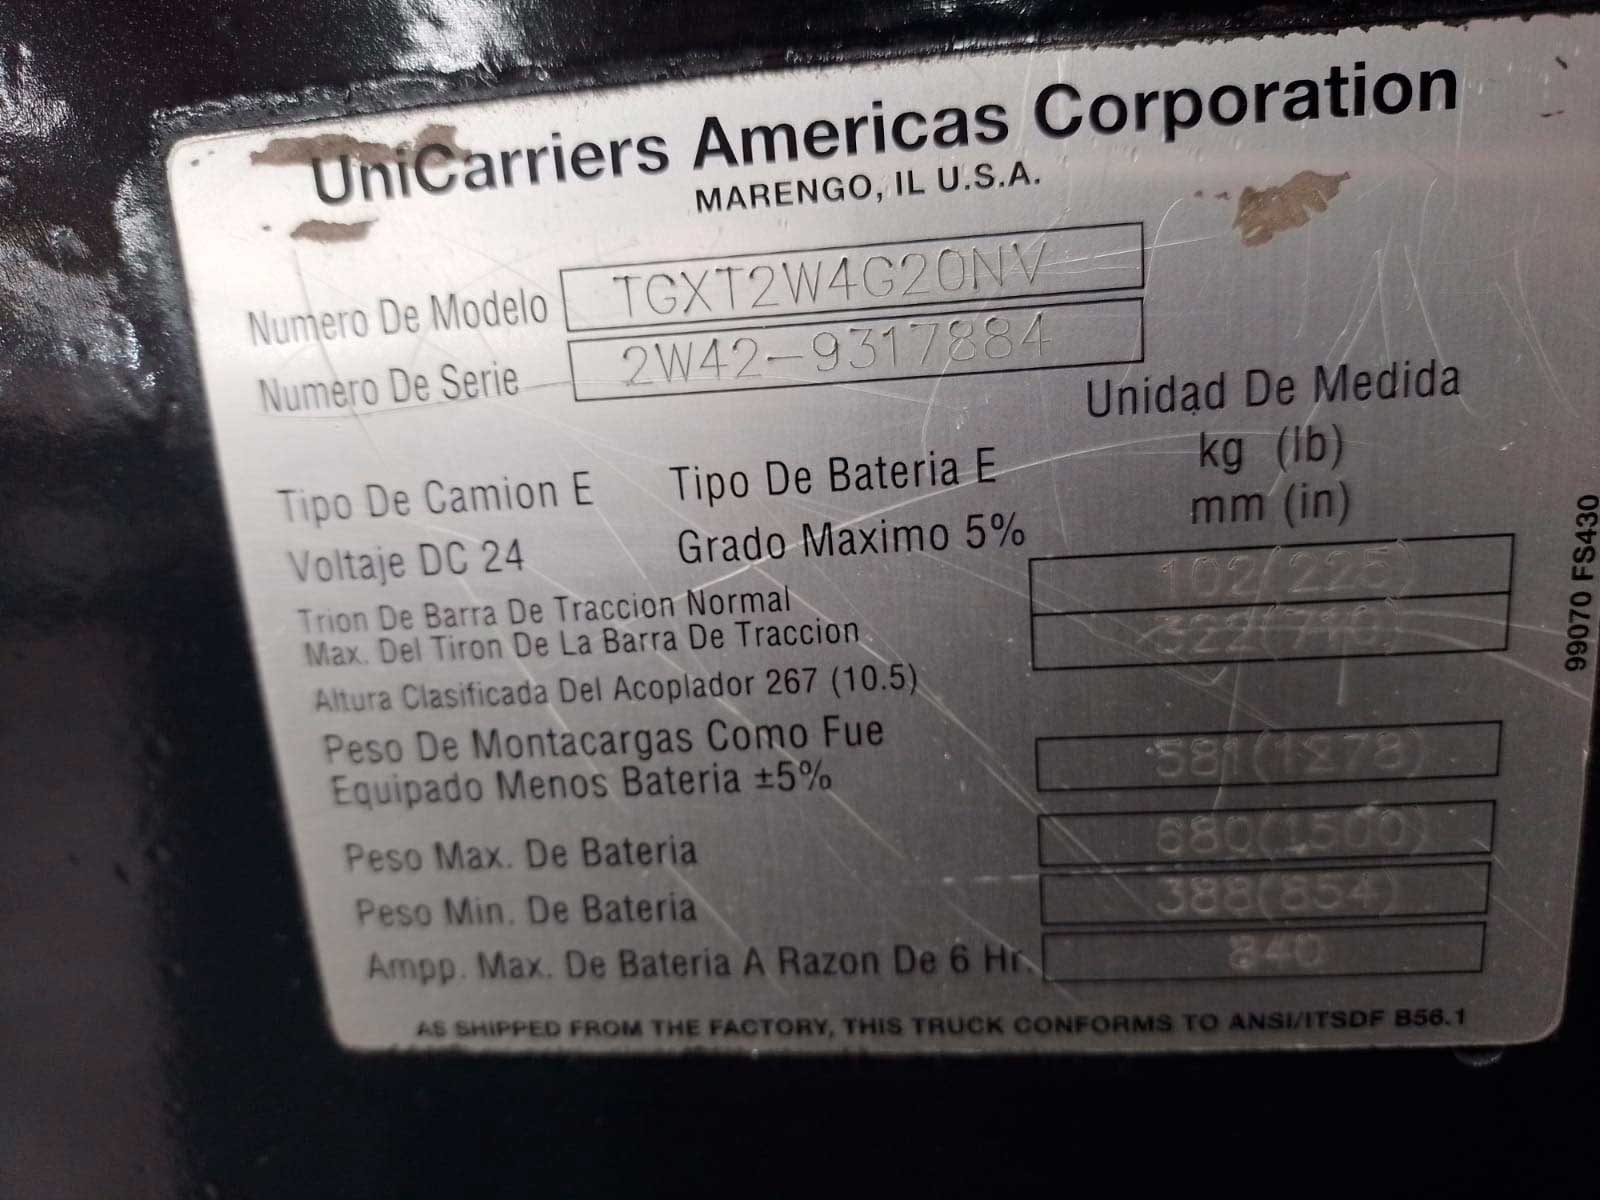 UniCarriers Americas Corporation
MARENGO, IL U.S.A.
Numero De Modelo TGXT2W4G20NV
Numero De Serie 2W42-9317884
Unidad De Medida
kg (lb)
mm (in)
Tipo De Camion E Tipo De Bateria E
Voltaje DC 24 Grado Maximo 5%
Trion De Barra De Traccion Normal 102(225)
Max. Del Tiron De La Barra De Traccion 322(710)
Altura Clasificada Del Acoplador 267 (10.5)
Peso De Montacargas Como Fue
Equipado Menos Bateria ±5% 581(1278)
Peso Max. De Bateria 680(1500)
Peso Min. De Bateria 388(854)
Ampp. Max. De Bateria A Razon De 6 Hr. 840
AS SHIPPED FROM THE FACTORY, THIS TRUCK CONFORMS TO ANSI/ITSDF B56.1
99070 FS430